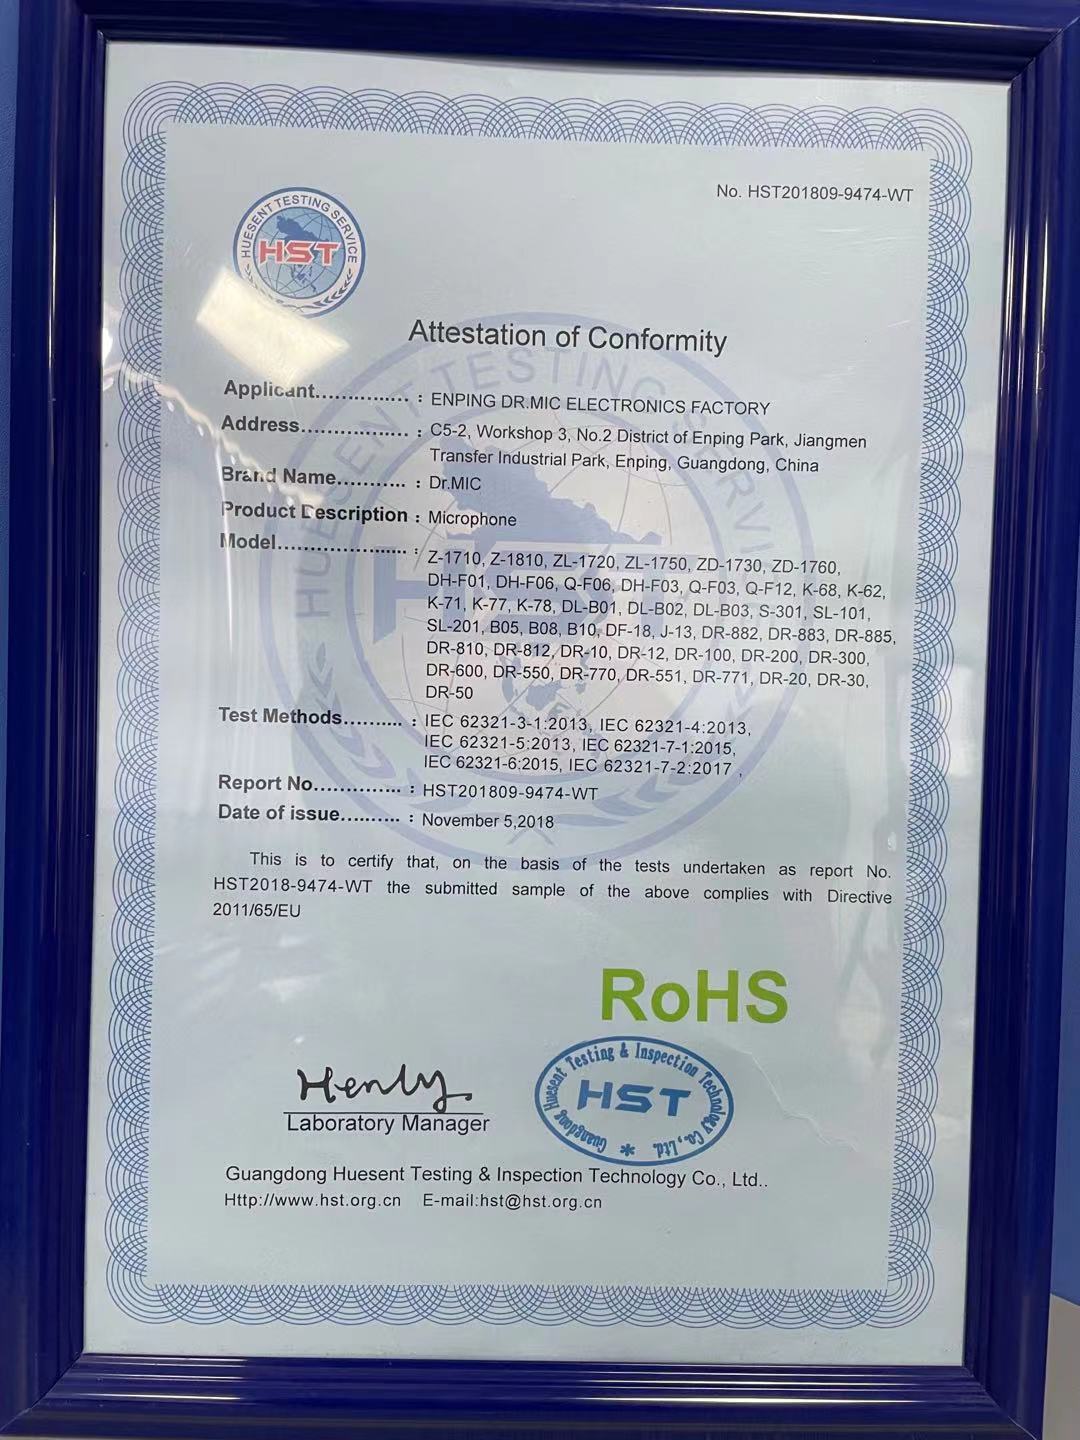 No. HST201809-9474-WT
HUESENT TESTING SERVICE
HST
Attestation of Conformity
Applicant.............. : ENPING DR.MIC ELECTRONICS FACTORY
Address................. : C5-2, Workshop 3, No.2 District of Enping Park, Jiangmen
Transfer Industrial Park, Enping, Guangdong, China
Brand Name........... : Dr.MIC
Product Description : Microphone
Model..................... :
Z-1710, Z-1810, ZL-1720, ZL-1750, ZD-1730, ZD-1760,
DH-F01, DH-F06, Q-F06, DH-F03, Q-F03, Q-F12, K-68, K-62,
K-71, K-77, K-78, DL-B01, DL-B02, DL-B03, S-301, SL-101,
SL-201, B05, B08, B10, DF-18, J-13, DR-882, DR-883, DR-885,
DR-810, DR-812, DR-10, DR-12, DR-100, DR-200, DR-300,
DR-600, DR-550, DR-770, DR-551, DR-771, DR-20, DR-30,
DR-50
Test Methods.......... : IEC 62321-3-1:2013, IEC 62321-4:2013,
IEC 62321-5:2013, IEC 62321-7-1:2015,
IEC 62321-6:2015, IEC 62321-7-2:2017 ,
Report No.............. : HST201809-9474-WT
Date of issue.......... : November 5,2018
This is to certify that, on the basis of the tests undertaken as report No.
HST2018-9474-WT the submitted sample of the above complies with Directive
2011/65/EU
RoHS
Henly
Laboratory Manager
Guangdong Huesent Testing & Inspection Technology Co., Ltd.
HST
Guangdong Huesent Testing & Inspection Technology Co., Ltd..
Http://www.hst.org.cn E-mail:hst@hst.org.cn